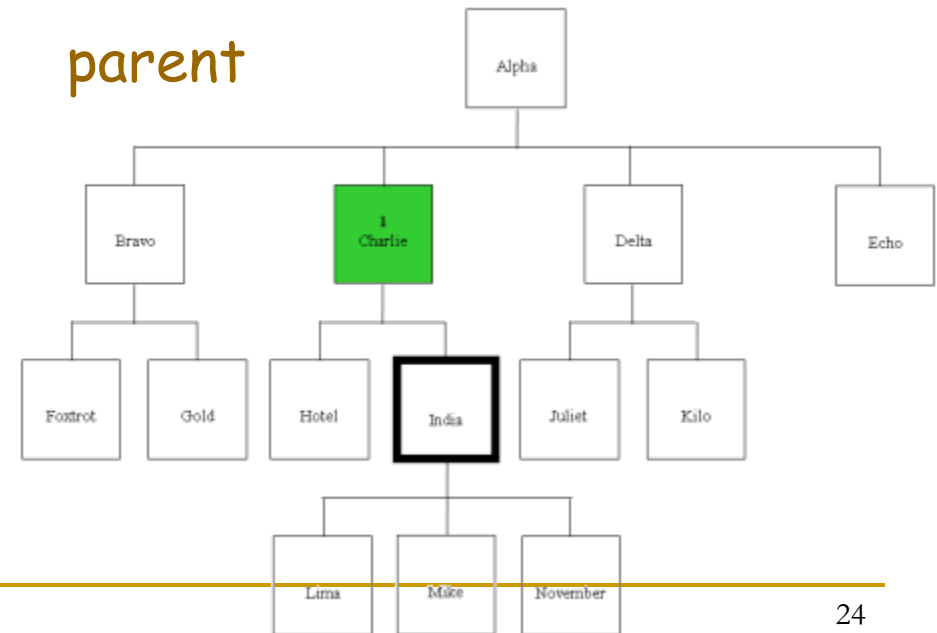 parent
Alpha
Bravo
1
Charlie
Delta
Echo
Foxtrot
Gold
Hotel
India
Juliet
Kilo
Lima
Mike
November
24